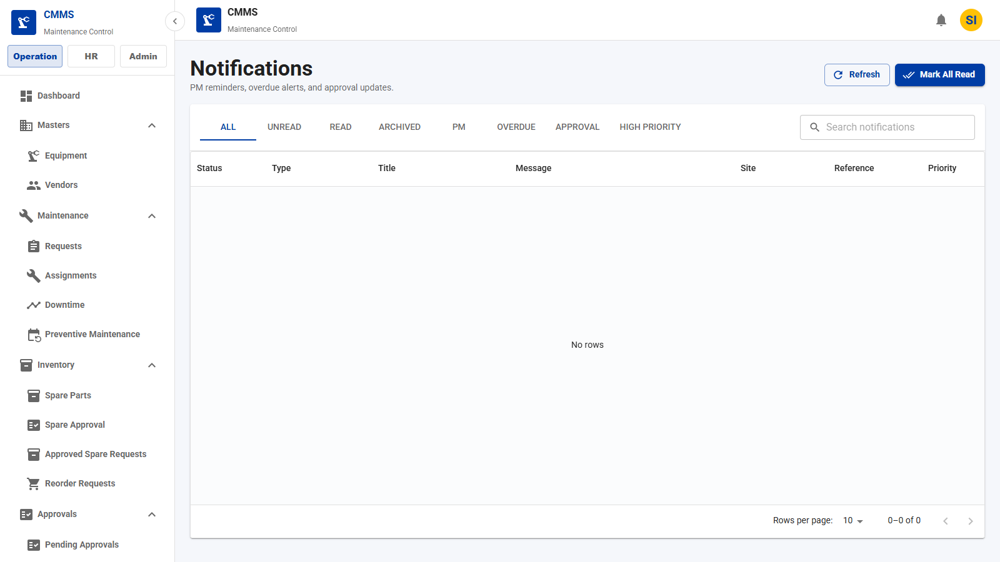 CMMS
Maintenance Control
Operation
HR
Admin
Dashboard
Masters
Equipment
Vendors
Maintenance
Requests
Assignments
Downtime
Preventive Maintenance
Inventory
Spare Parts
Spare Approval
Approved Spare Requests
Reorder Requests
Approvals
Pending Approvals
CMMS
Maintenance Control
SI
Notifications
PM reminders, overdue alerts, and approval updates.
Refresh
Mark All Read
ALL
UNREAD
READ
ARCHIVED
PM
OVERDUE
APPROVAL
HIGH PRIORITY
Search notifications
Status
Type
Title
Message
Site
Reference
Priority
No rows
Rows per page:
10
0–0 of 0